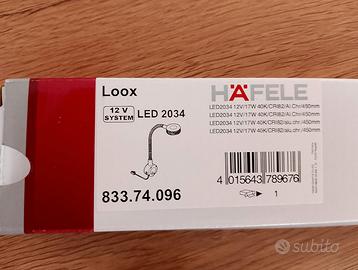 Loox
HÄFELE
12 V
SYSTEM
LED 2034
LED2034 12V/17W 40K/CRI82/Al.Chr/450mm
LED2034 12V/17W 40K/CRI82/Al.Chr/450mm
LED2034 12V/17W 40K/CRI82/alu.chr/450mm
LED2034 12V/17W 40K/CRI82/alu.chr/450mm
833.74.096
4 015643 789676
1
subito